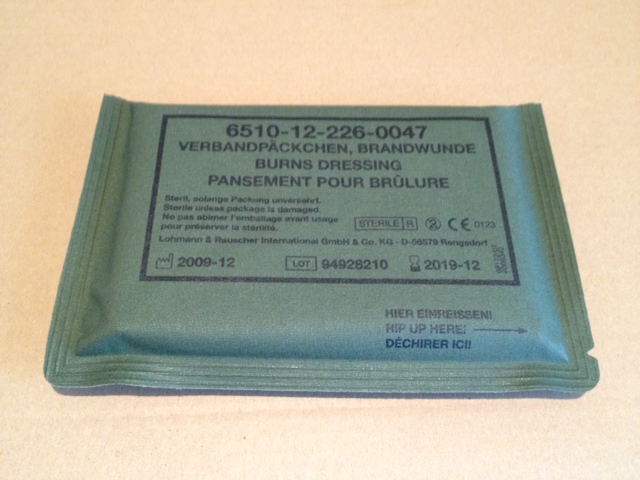 6510-12-226-0047
VERBANDPÄCKCHEN, BRANDWUNDE
BURNS DRESSING
PANSEMENT POUR BRÛLURE
Steril, solange Packung unversehrt.
Sterile unless package is damaged.
No pas abîmer l'emballage avant usage
pour préserver la stérilité.
STERILE R 2 CE 0123
Lohmann & Rauscher International GmbH & Co. KG - D-56579 Rengsdorf
2009-12 LOT 94928210 2019-12
HIER EINREISSEN!
RIP UP HERE!
DÉCHIRER ICI!